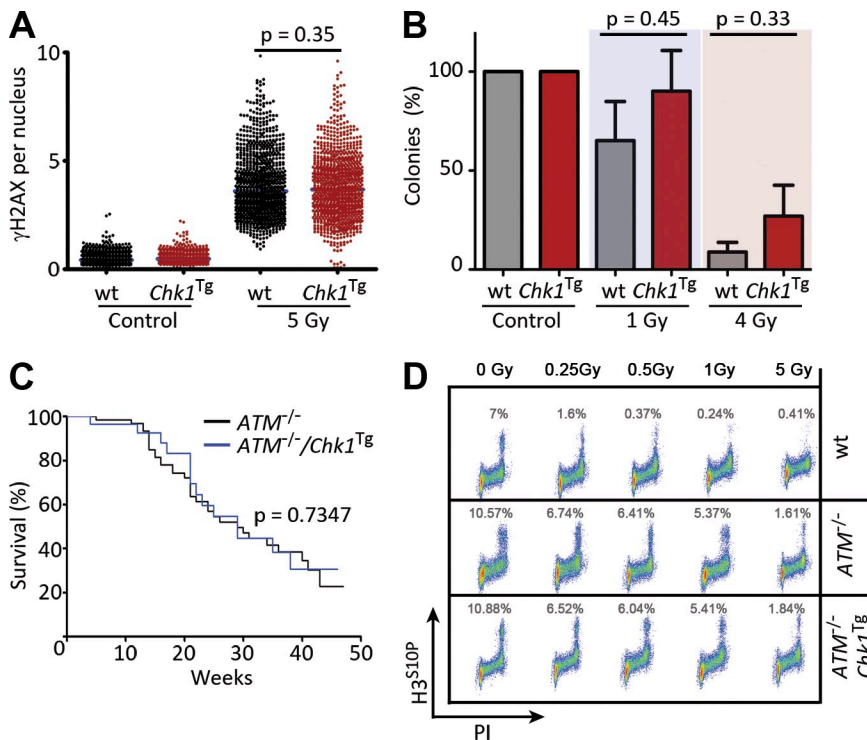 A
γH2AX per nucleus
10
5
0
p = 0.35
wt Chk1Tg wt Chk1Tg
Control 5 Gy
B
Colonies (%)
100
50
0
p = 0.45 p = 0.33
wt Chk1Tg wt Chk1Tg wt Chk1Tg
Control 1 Gy 4 Gy
C
Survival (%)
100
80
60
40
20
ATM-/-
ATM-/-/Chk1Tg
p = 0.7347
0 10 20 30 40 50
Weeks
D
0 Gy 0.25Gy 0.5Gy 1Gy 5 Gy
7% 1.6% 0.37% 0.24% 0.41%
wt
10.57% 6.74% 6.41% 5.37% 1.61%
ATM-/-
10.88% 6.52% 6.04% 5.41% 1.84%
ATM-/-
Chk1Tg
H3S10P
PI